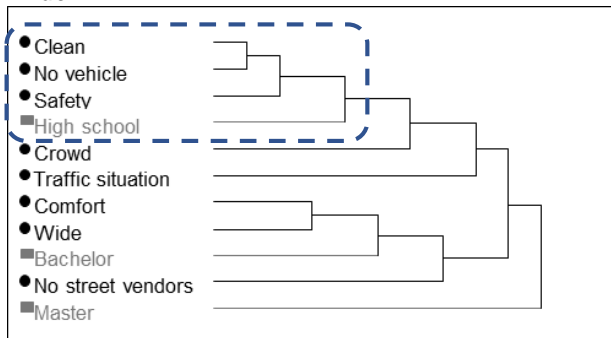 Clean
No vehicle
Safety
High school
Crowd
Traffic situation
Comfort
Wide
Bachelor
No street vendors
Master